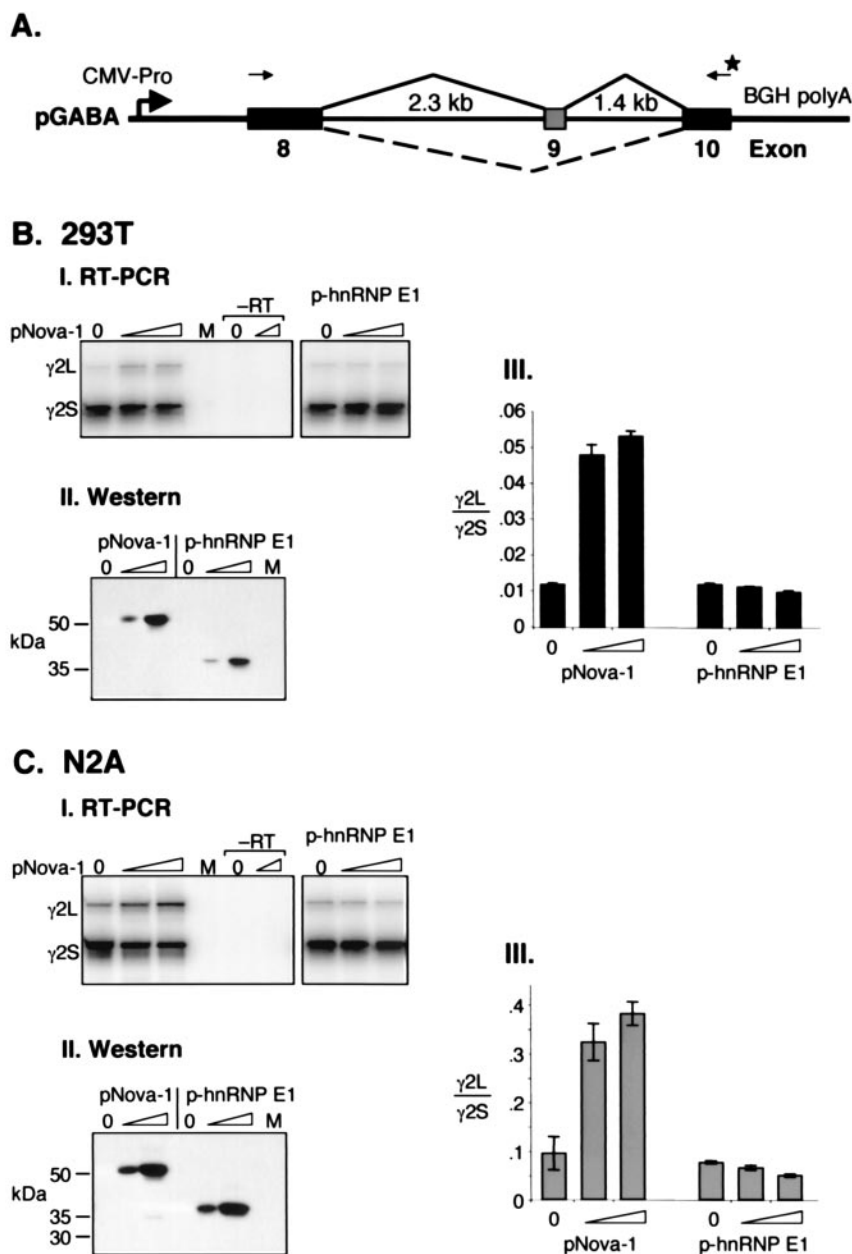 A.
CMV-Pro
BGH polyA
2.3 kb 1.4 kb
pGABA
8 9 10 Exon
B. 293T
I. RT-PCR
–RT p-hnRNP E1
pNova-1 0 M 0 0
γ2L
γ2S
II. Western
pNova-1 p-hnRNP E1
0 0 M
50
kDa
35
III.
.06
.05
.04
γ2L
γ2S
.03
.02
.01
0
0 0
pNova-1 p-hnRNP E1
C. N2A
I. RT-PCR
–RT p-hnRNP E1
pNova-1 0 M 0 0
γ2L
γ2S
II. Western
pNova-1 p-hnRNP E1
0 0 M
50
kDa
35
30
III.
.4
.3
γ2L
γ2S
.2
.1
0
0 0
pNova-1 p-hnRNP E1